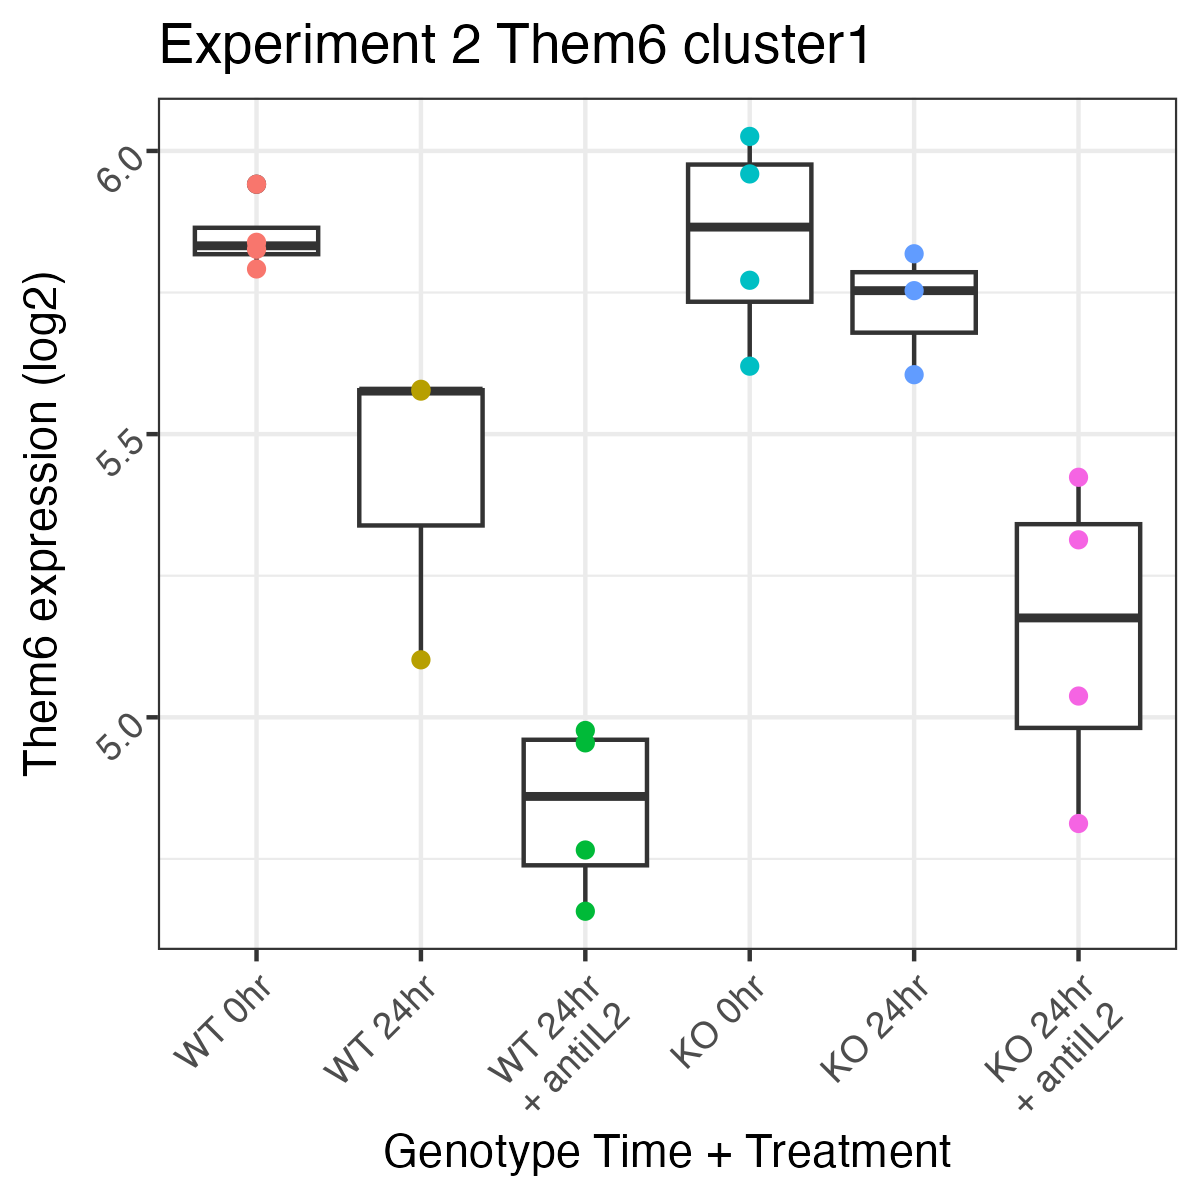 Experiment 2 Them6 cluster1
Them6 expression (log2)
6.0
5.5
5.0
WT 0hr
WT 24hr
WT 24hr
+ antiIL2
KO 0hr
KO 24hr
KO 24hr
+ antiIL2
Genotype Time + Treatment